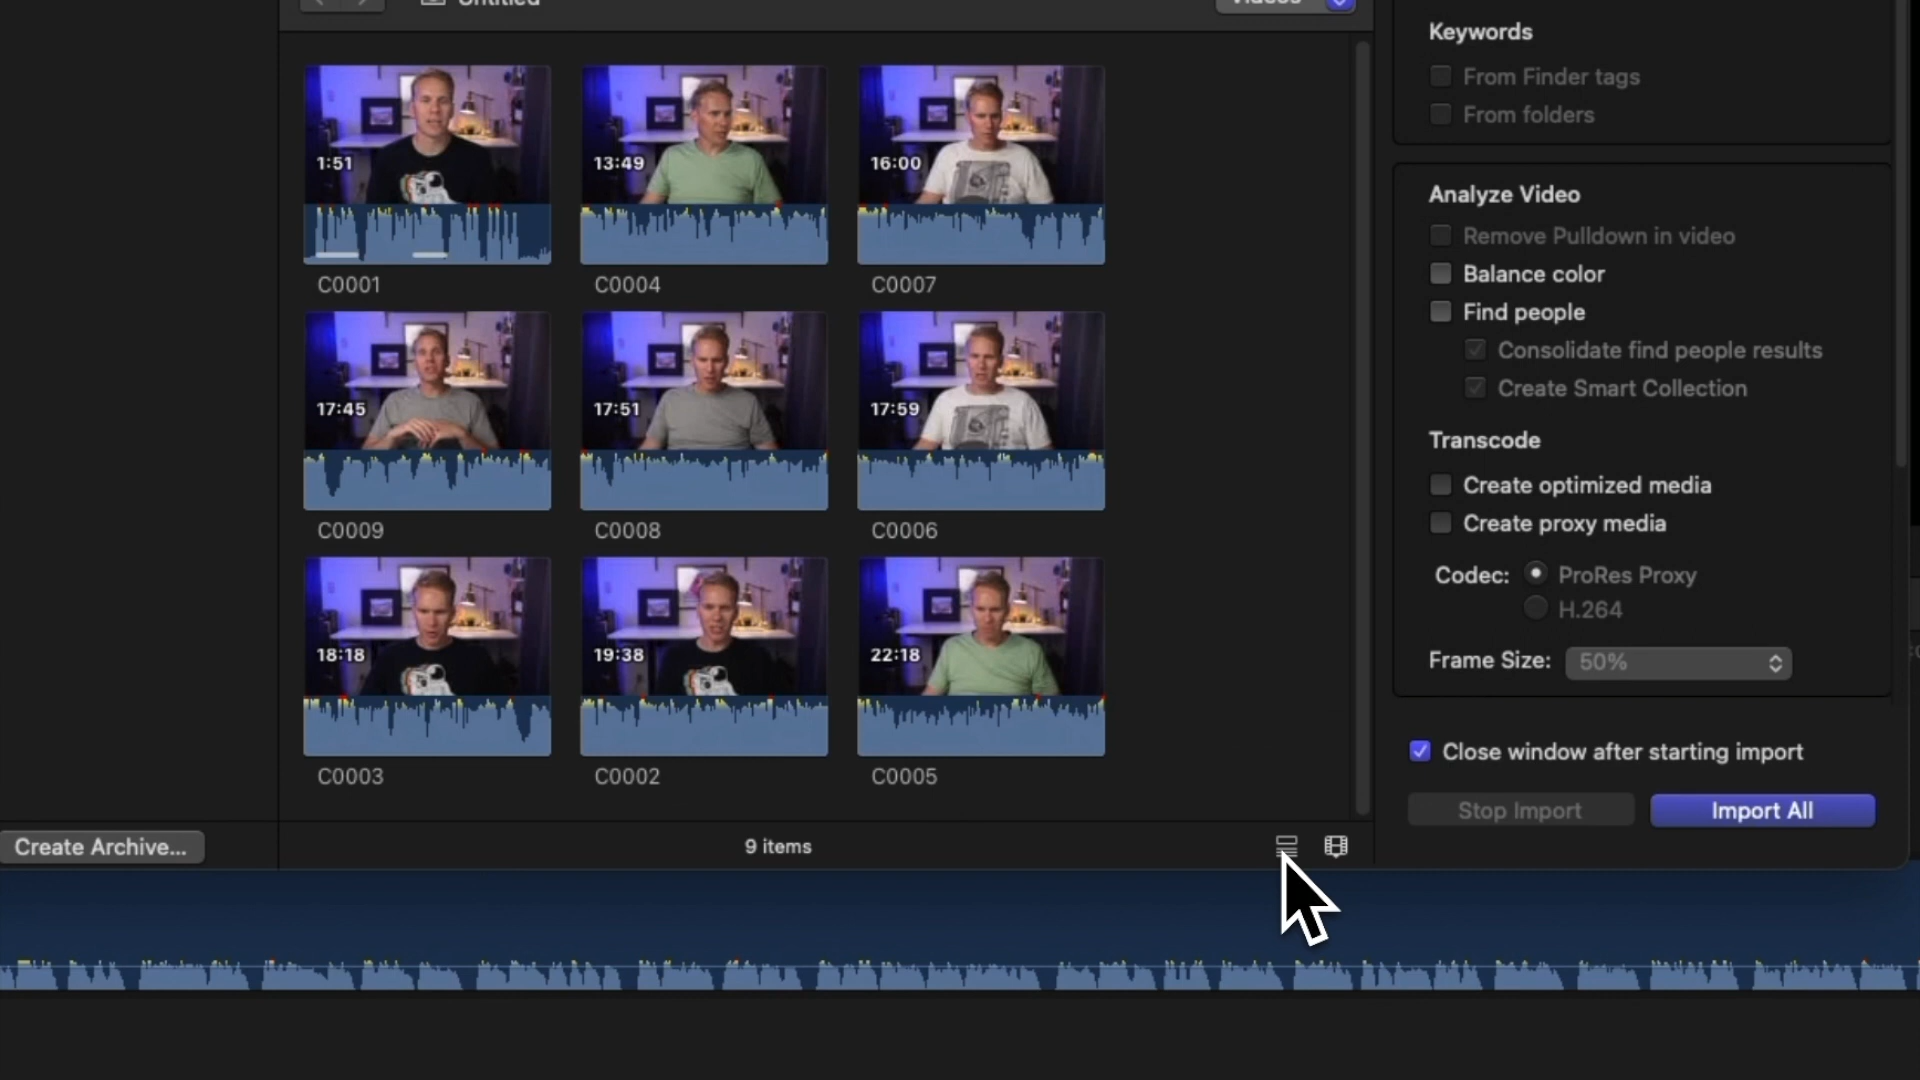 Untitled
Videos
1:51
13:49
16:00
C0001
C0004
C0007
17:45
17:51
17:59
C0009
C0008
C0006
18:18
19:38
22:18
C0003
C0002
C0005
Create Archive...
9 items
Keywords
From Finder tags
From folders
Analyze Video
Remove Pulldown in video
Balance color
Find people
Consolidate find people results
Create Smart Collection
Transcode
Create optimized media
Create proxy media
Codec: ProRes Proxy
H.264
Frame Size: 50%
Close window after starting import
Stop Import
Import All